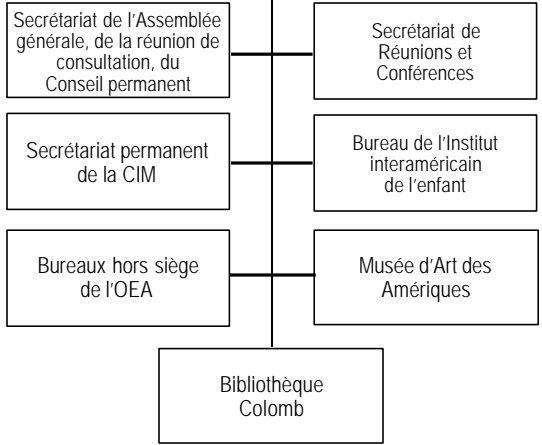 Secrétariat de l'Assemblée
générale, de la réunion de
consultation, du
Conseil permanent
Secrétariat de
Réunions et
Conférences
Secrétariat permanent
de la CIM
Bureau de l'Institut
interaméricain
de l'enfant
Bureaux hors siège
de l'OEA
Musée d'Art des
Amériques
Bibliothèque
Colomb